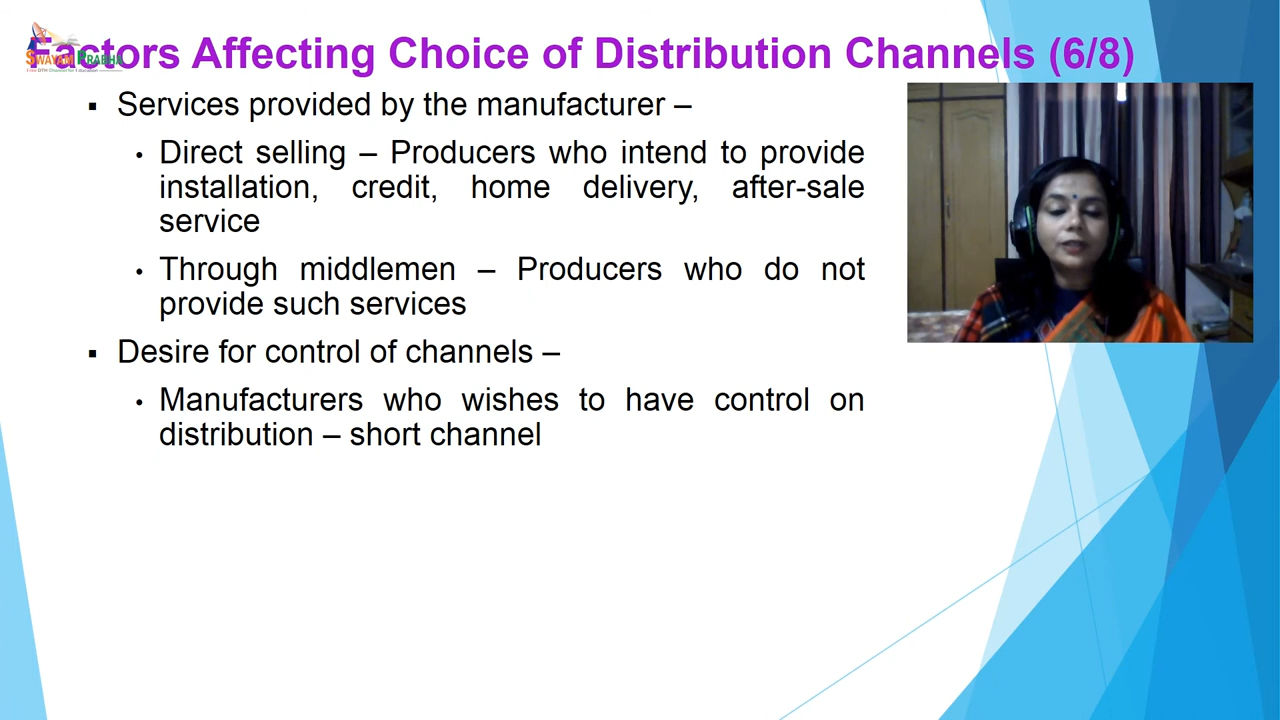 Factors Affecting Choice of Distribution Channels (6/8)
SWAYAM PRABHA
▪ Services provided by the manufacturer –
• Direct selling – Producers who intend to provide
installation, credit, home delivery, after-sale
service
• Through middlemen – Producers who do not
provide such services
▪ Desire for control of channels –
• Manufacturers who wishes to have control on
distribution – short channel